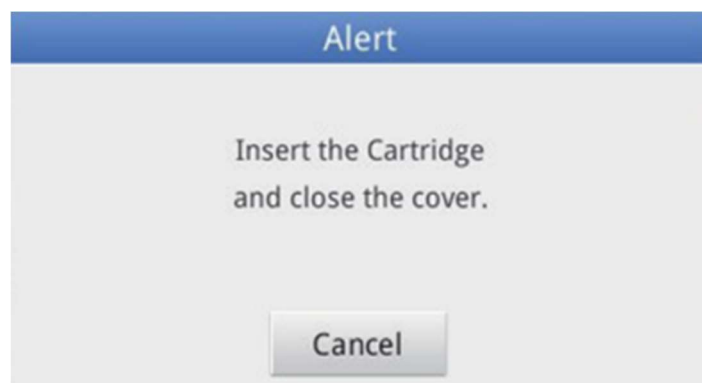 Alert
Insert the Cartridge
and close the cover.
Cancel